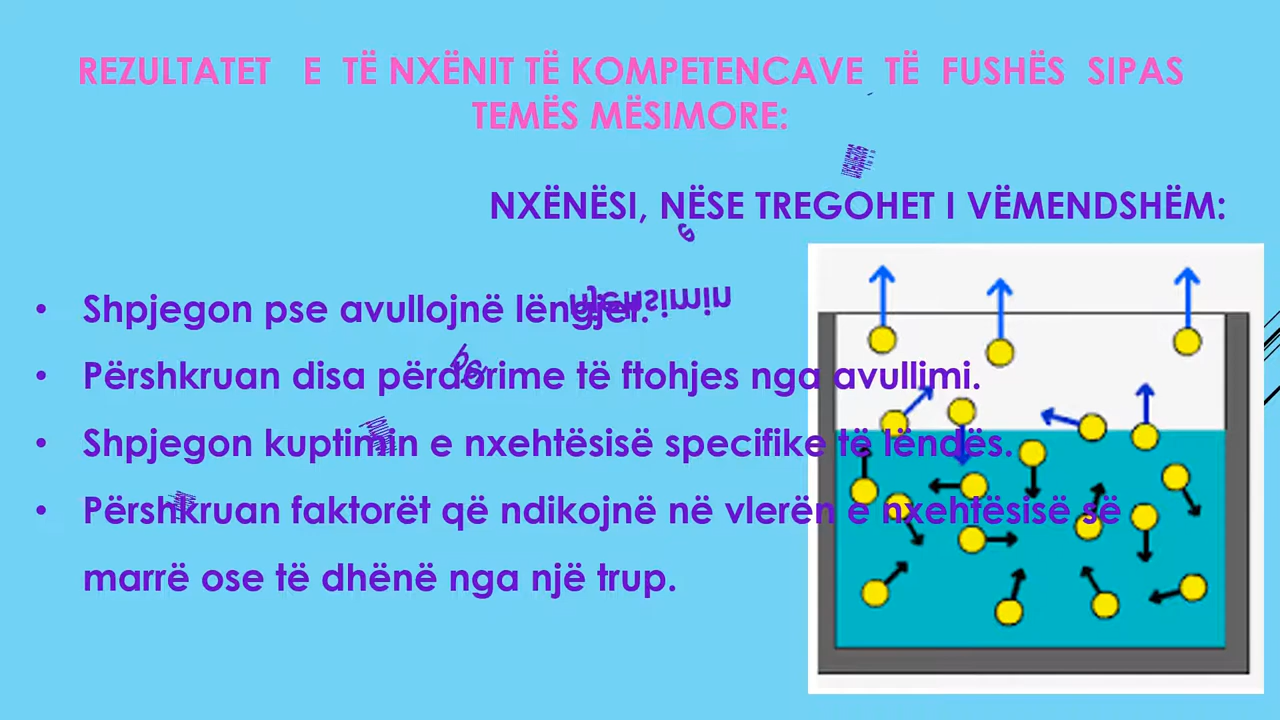 REZULTATET E TË NXËNIT TË KOMPETENCAVE TË FUSHËS SIPAS
TEMËS MËSIMORE:
NXËNËSI, NËSE TREGOHET I VËMENDSHËM:
• Shpjegon pse avullojnë lëngjet.
• Përshkruan disa përdorime të ftohjes nga avullimi.
• Shpjegon kuptimin e nxehtësisë specifike të lëndës.
• Përshkruan faktorët që ndikojnë në vlerën e nxehtësisë së
marrë ose të dhënë nga një trup.